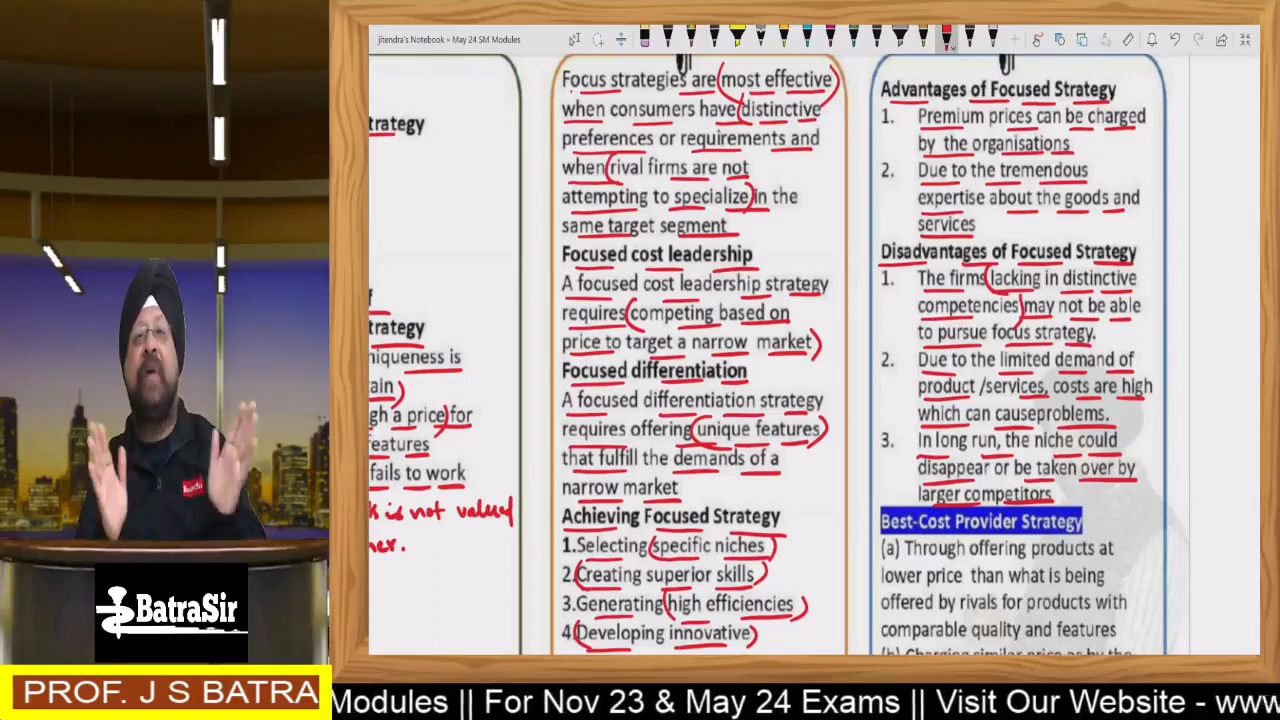 jitendra's Notebook » May 24 SM Modules
trategy
f
trategy
niqueness is
ain)
gh a price) for
eatures
fails to work
is not valued
Focus strategies are (most effective)
when consumers have (distinctive
preferences or requirements and
when (rival firms are not
attempting to specialize) in the
same target segment
Focused cost leadership
A focused cost leadership strategy
requires (competing based on
price to target a narrow market)
Focused differentiation
A focused differentiation strategy
requires offering (unique features)
that fulfill the demands of a
narrow market
Achieving Focused Strategy
1.Selecting (specific niches)
2.(Creating superior skills)
3.Generating (high efficiencies)
4(Developing innovative)
Advantages of Focused Strategy
1. Premium prices can be charged
by the organisations
2. Due to the tremendous
expertise about the goods and
services
Disadvantages of Focused Strategy
1. The firms (lacking in distinctive
competencies) may not be able
to pursue focus strategy.
2. Due to the limited demand of
product /services, costs are high
which can causeproblems.
3. In long run, the niche could
disappear or be taken over by
larger competitors
Best-Cost Provider Strategy
(a) Through offering products at
lower price than what is being
offered by rivals for products with
comparable quality and features
(b) Charging similar price as by the
BatraSir
PROF. J S BATRA
Modules || For Nov 23 & May 24 Exams || Visit Our Website - www